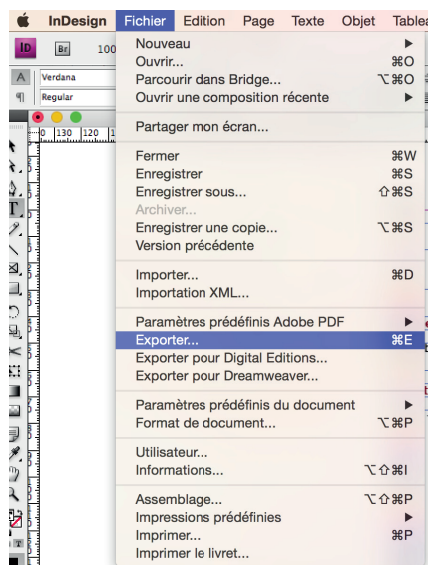 InDesign Fichier Edition Page Texte Objet
ID Br 100
A Verdana
¶ Regular
0 130 120
Nouveau ▶
Ouvrir... ⌘O
Parcourir dans Bridge... ⌥⌘O
Ouvrir une composition récente ▶
Partager mon écran...
Fermer ⌘W
Enregistrer ⌘S
Enregistrer sous... ⇧⌘S
Archiver...
Enregistrer une copie... ⌥⌘S
Version précédente
Importer... ⌘D
Importation XML...
Paramètres prédéfinis Adobe PDF ▶
Exporter... ⌘E
Exporter pour Digital Editions...
Exporter pour Dreamweaver...
Paramètres prédéfinis du document ▶
Format de document... ⌥⌘P
Utilisateur...
Informations... ⌥⇧⌘I
Assemblage... ⌥⇧⌘P
Impressions prédéfinies ▶
Imprimer... ⌘P
Imprimer le livret...